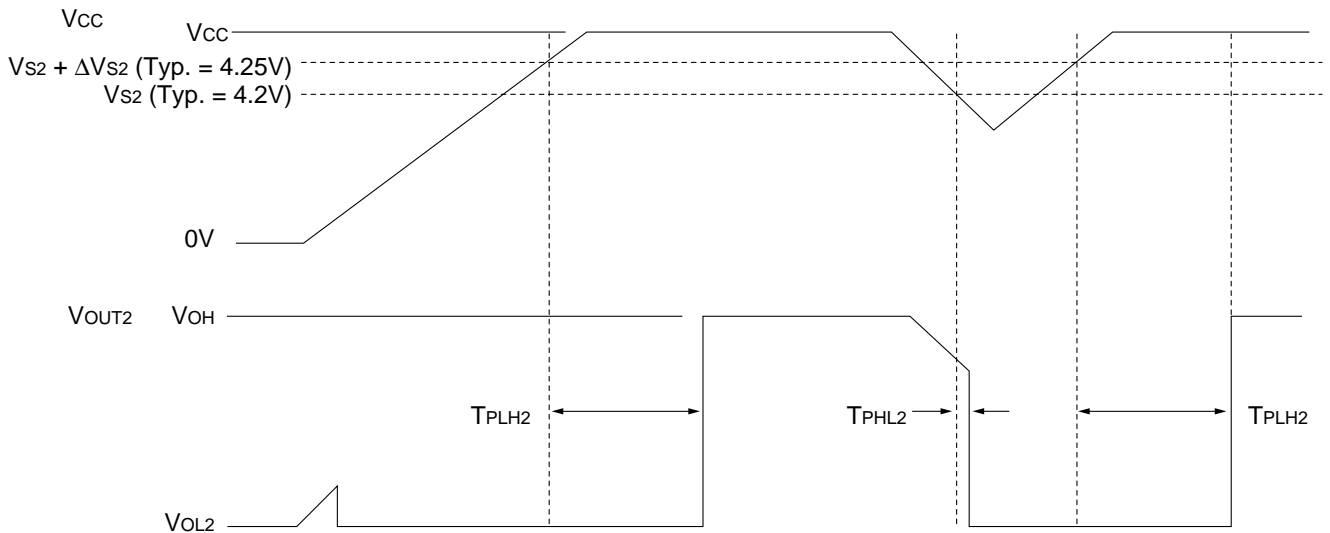 VCC
VCC
VS2 + ΔVS2 (Typ. = 4.25V)
VS2 (Typ. = 4.2V)
0V
VOUT2 VOH
TPLH2 TPHL2 TPLH2
VOL2